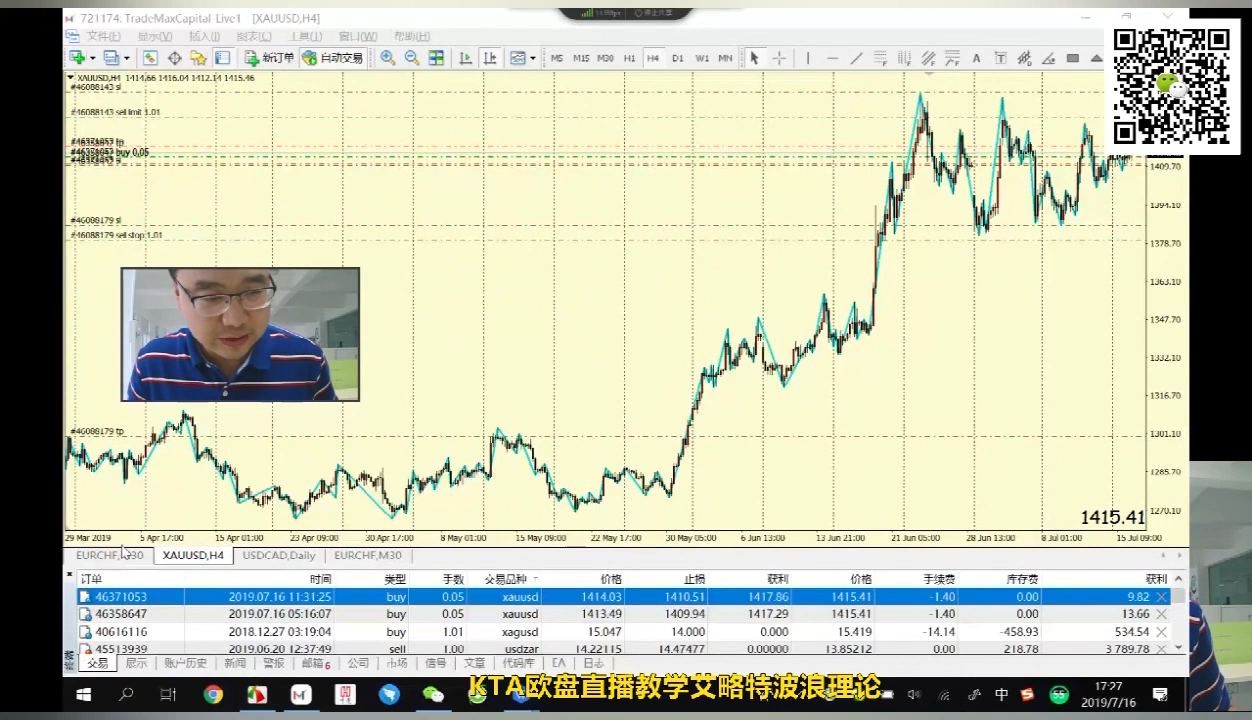 721174: TradeMaxCapital-Live1 - [XAUUSD,H4]
文件(F) 显示(V) 插入(I) 图表(C) 工具(T) 窗口(W) 帮助(H)
新订单 自动交易 M5 M15 M30 H1 H4 D1 W1 MN A T
XAUUSD,H4 1414.66 1416.04 1412.14 1415.46
#46088143 sl
#46088143 sell limit 1.01
#46371053 buy 0.05
1409.70
1394.10
#46088179 sl
#46088179 sell stop 1.01
1378.70
1363.10
1347.70
1332.10
1316.70
#46088179 tp
1301.10
1285.70
1270.10
1415.41
29 Mar 2019 5 Apr 17:00 15 Apr 01:00 23 Apr 09:00 30 Apr 17:00 8 May 01:00 15 May 09:00 22 May 17:00 30 May 05:00 6 Jun 13:00 13 Jun 21:00 21 Jun 05:00 28 Jun 13:00 8 Jul 01:00 15 Jul 09:00
EURCHF,M30 XAUUSD,H4 USDCAD,Daily EURCHF,M30
订单 时间 类型 手数 交易品种 价格 止损 获利 价格 手续费 库存费 获利
46371053 2019.07.16 11:31:25 buy 0.05 xauusd 1414.03 1410.51 1417.86 1415.41 -1.40 0.00 9.82
46358647 2019.07.16 05:16:07 buy 0.05 xauusd 1413.49 1409.94 1417.29 1415.41 -1.40 0.00 13.66
40616116 2018.12.27 03:19:04 buy 1.01 xagusd 15.047 14.000 0.000 15.419 -14.14 -458.93 534.54
45513939 2019.06.20 12:37:49 sell 1.00 usdzar 14.22115 14.47477 0.00000 13.85212 0.00 218.78 3 789.78
交易 展示 账户历史 新闻 警报 邮箱6 公司 市场 信号 文章 代码库 EA 日志
KTA欧盘直播教学艾略特波浪理论
中
17:27
2019/7/16